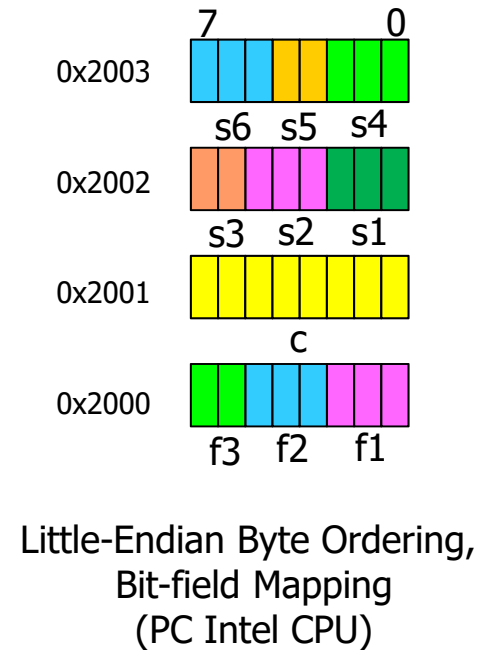 7 0
0x2003
s6 s5 s4
0x2002
s3 s2 s1
0x2001
c
0x2000
f3 f2 f1
Little-Endian Byte Ordering,
Bit-field Mapping
(PC Intel CPU)